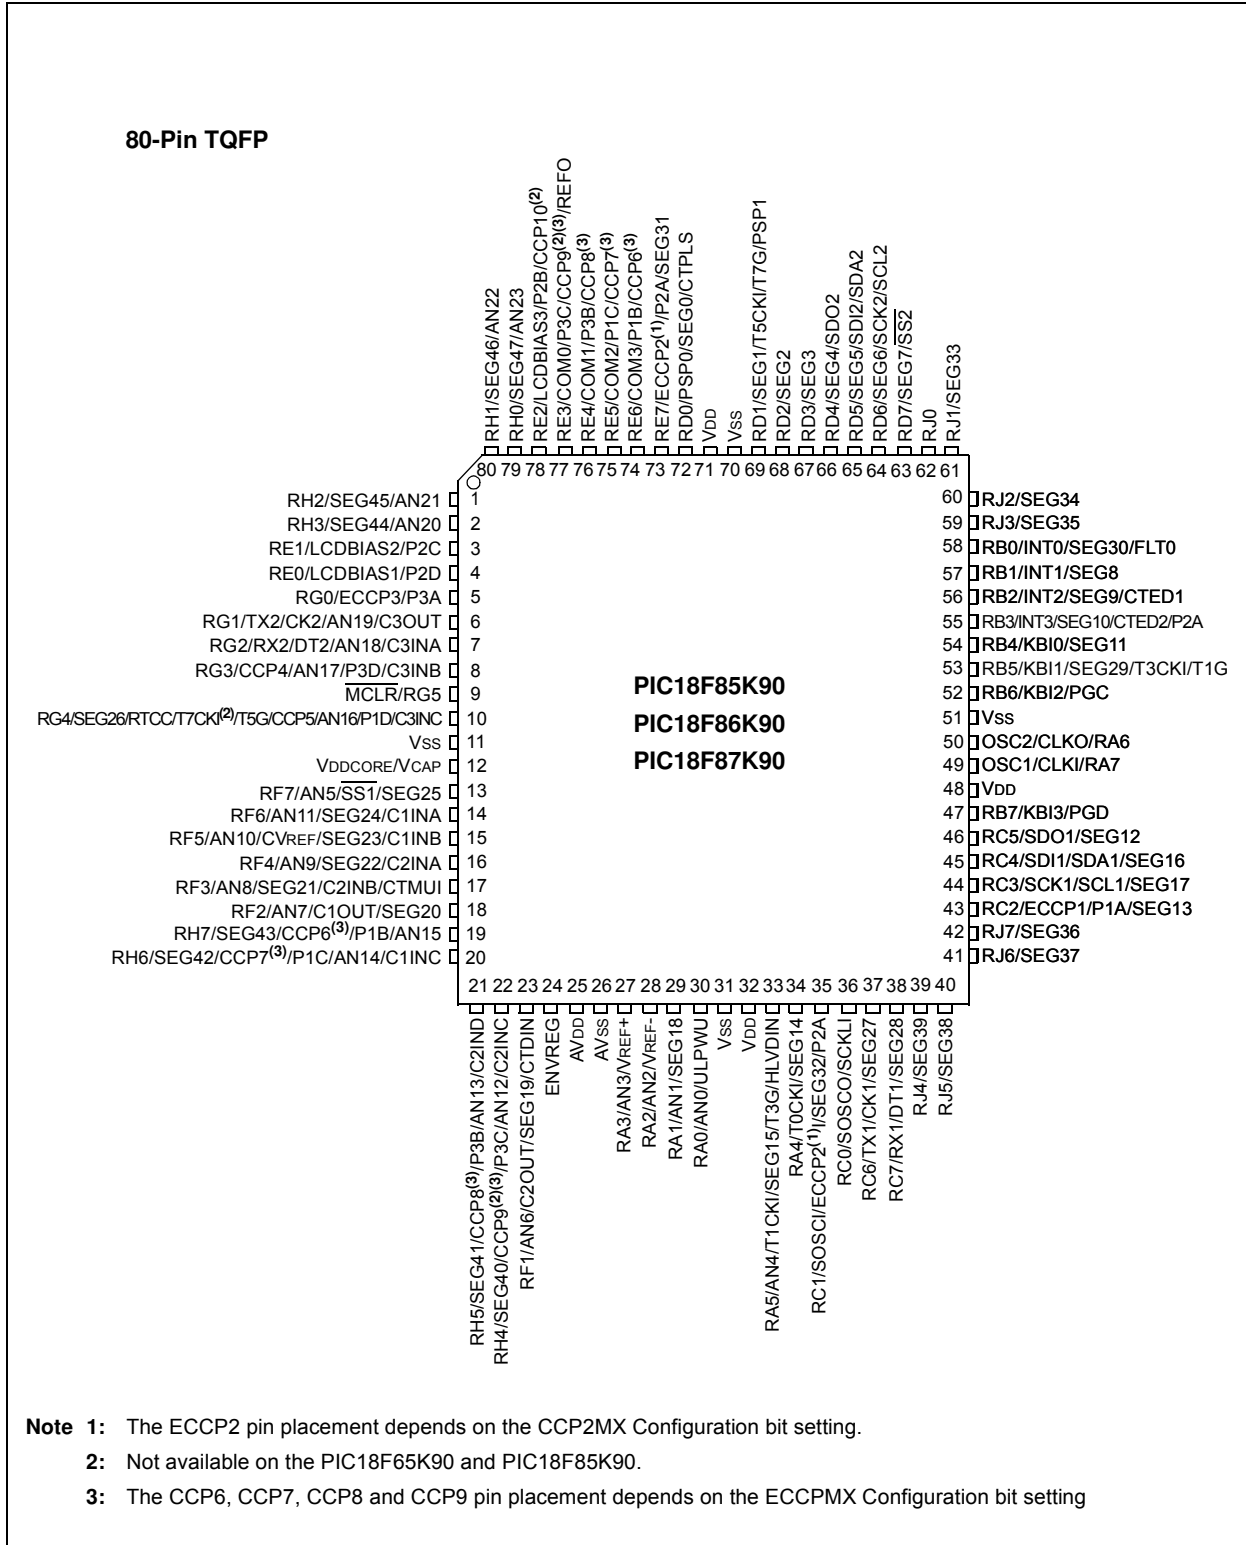 80-Pin TQFP
RH1/SEG46/AN22
RH0/SEG47/AN23
RE2/LCDBIAS3/P2B/CCP10(2)
RE3/COM0/P3C/CCP9(2)(3)/REFO
RE4/COM1/P3B/CCP8(3)
RE5/COM2/P1C/CCP7(3)
RE6/COM3/P1B/CCP6(3)
RE7/ECCP2(1)/P2A/SEG31
RD0/PSP0/SEG0/CTPLS
VDD
VSS
RD1/SEG1/T5CKI/T7G/PSP1
RD2/SEG2
RD3/SEG3
RD4/SEG4/SDO2
RD5/SEG5/SDI2/SDA2
RD6/SEG6/SCK2/SCL2
RD7/SEG7/SS2
RJ0
RJ1/SEG33
80 79 78 77 76 75 74 73 72 71 70 69 68 67 66 65 64 63 62 61
RH2/SEG45/AN21 1
RH3/SEG44/AN20 2
RE1/LCDBIAS2/P2C 3
RE0/LCDBIAS1/P2D 4
RG0/ECCP3/P3A 5
RG1/TX2/CK2/AN19/C3OUT 6
RG2/RX2/DT2/AN18/C3INA 7
RG3/CCP4/AN17/P3D/C3INB 8
MCLR/RG5 9
RG4/SEG26/RTCC/T7CKI(2)/T5G/CCP5/AN16/P1D/C3INC 10
VSS 11
VDDCORE/VCAP 12
RF7/AN5/SS1/SEG25 13
RF6/AN11/SEG24/C1INA 14
RF5/AN10/CVREF/SEG23/C1INB 15
RF4/AN9/SEG22/C2INA 16
RF3/AN8/SEG21/C2INB/CTMUI 17
RF2/AN7/C1OUT/SEG20 18
RH7/SEG43/CCP6(3)/P1B/AN15 19
RH6/SEG42/CCP7(3)/P1C/AN14/C1INC 20
PIC18F85K90
PIC18F86K90
PIC18F87K90
60 RJ2/SEG34
59 RJ3/SEG35
58 RB0/INT0/SEG30/FLT0
57 RB1/INT1/SEG8
56 RB2/INT2/SEG9/CTED1
55 RB3/INT3/SEG10/CTED2/P2A
54 RB4/KBI0/SEG11
53 RB5/KBI1/SEG29/T3CKI/T1G
52 RB6/KBI2/PGC
51 VSS
50 OSC2/CLKO/RA6
49 OSC1/CLKI/RA7
48 VDD
47 RB7/KBI3/PGD
46 RC5/SDO1/SEG12
45 RC4/SDI1/SDA1/SEG16
44 RC3/SCK1/SCL1/SEG17
43 RC2/ECCP1/P1A/SEG13
42 RJ7/SEG36
41 RJ6/SEG37
21 22 23 24 25 26 27 28 29 30 31 32 33 34 35 36 37 38 39 40
RH5/SEG41/CCP8(3)/P3B/AN13/C2IND
RH4/SEG40/CCP9(2)(3)/P3C/AN12/C2INC
RF1/AN6/C2OUT/SEG19/CTDIN
ENVREG
AVDD
AVSS
RA3/AN3/VREF+
RA2/AN2/VREF-
RA1/AN1/SEG18
RA0/AN0/ULPWU
VSS
VDD
RA5/AN4/T1CKI/SEG15/T3G/HLVDIN
RA4/T0CKI/SEG14
RC1/SOSCI/ECCP2(1)I/SEG32/P2A
RC0/SOSCO/SCKLI
RC6/TX1/CK1/SEG27
RC7/RX1/DT1/SEG28
RJ4/SEG39
RJ5/SEG38
Note 1: The ECCP2 pin placement depends on the CCP2MX Configuration bit setting.
2: Not available on the PIC18F65K90 and PIC18F85K90.
3: The CCP6, CCP7, CCP8 and CCP9 pin placement depends on the ECCPMX Configuration bit setting